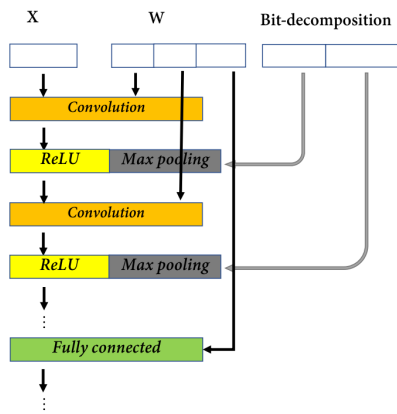 X
W
Bit-decomposition
Convolution
ReLU
Max pooling
Convolution
ReLU
Max pooling
⋮
Fully connected
⋮